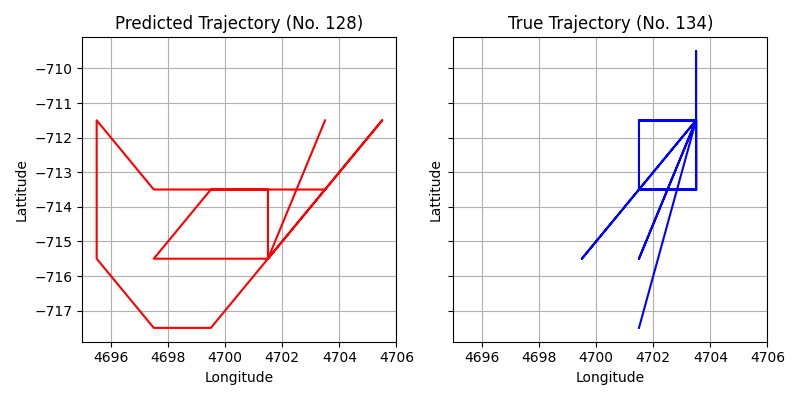 Predicted Trajectory (No. 128)
True Trajectory (No. 134)
Lattitude
−710
−711
−712
−713
−714
−715
−716
−717
4696 4698 4700 4702 4704 4706
Longitude
Lattitude
4696 4698 4700 4702 4704 4706
Longitude